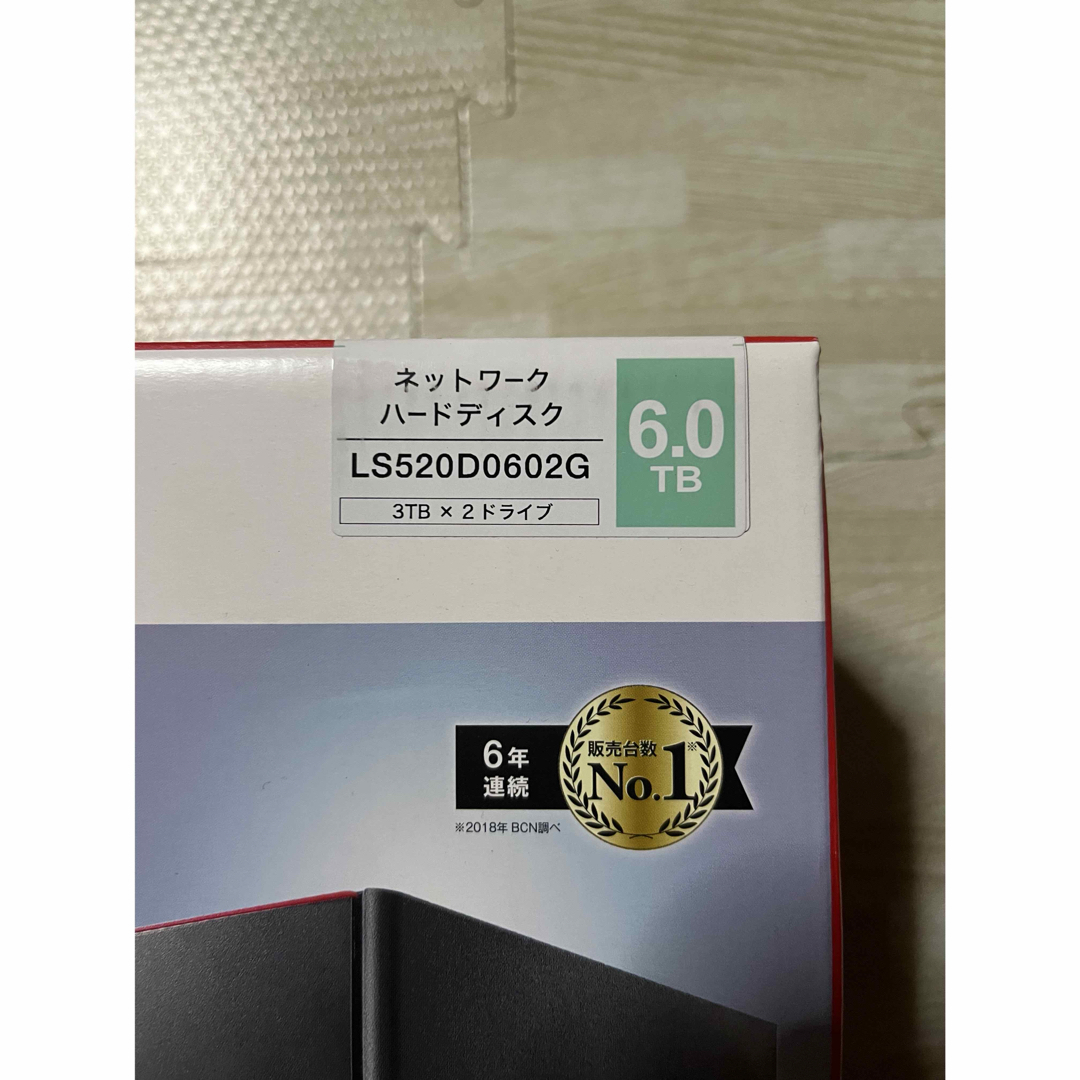 ネットワーク
ハードディスク
LS520D0602G
3TB × 2ドライブ
6.0
TB
6年
連続
販売台数※
No.1
※2018年 BCN調べ